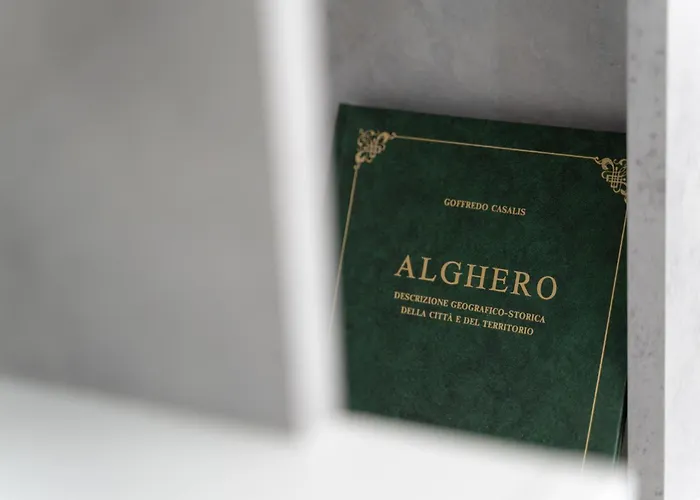 GOFFREDO CASALIS
ALGHERO
DESCRIZIONE GEOGRAFICO-STORICA
DELLA CITTÀ E DEL TERRITORIO